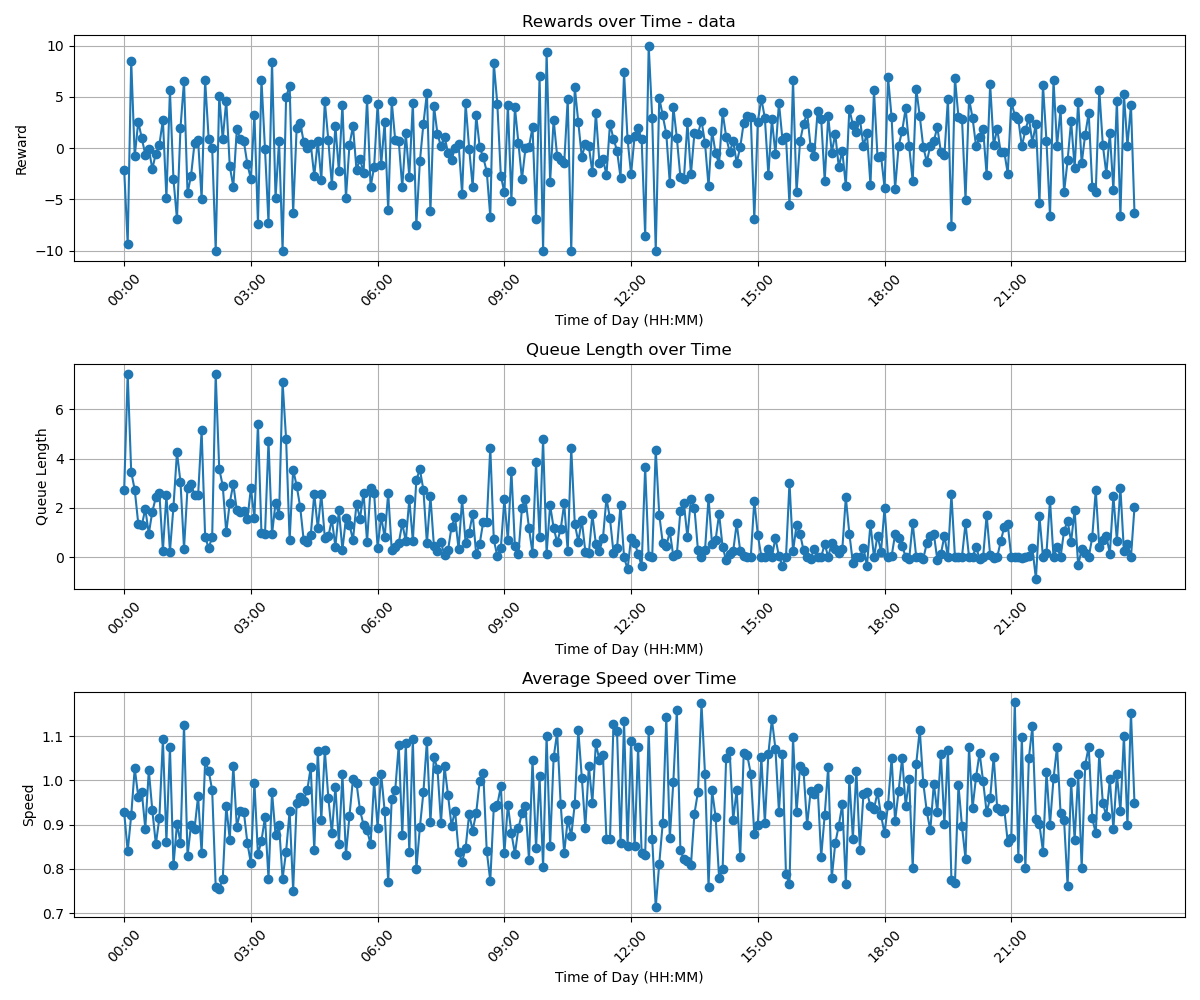 Rewards over Time - data
10
5
0
−5
−10
Reward
00:00 03:00 06:00 09:00 12:00 15:00 18:00 21:00
Time of Day (HH:MM)
Queue Length over Time
6
4
2
0
Queue Length
00:00 03:00 06:00 09:00 12:00 15:00 18:00 21:00
Time of Day (HH:MM)
Average Speed over Time
1.1
1.0
0.9
0.8
0.7
Speed
00:00 03:00 06:00 09:00 12:00 15:00 18:00 21:00
Time of Day (HH:MM)